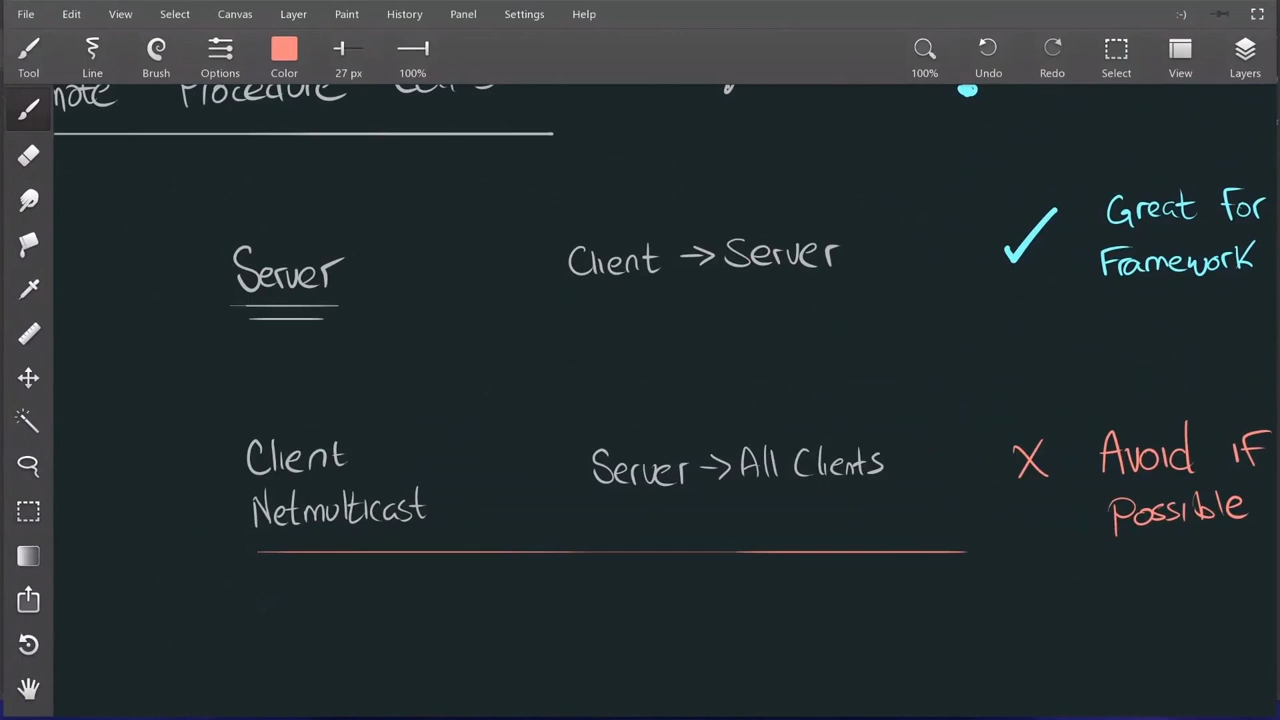 File Edit View Select Canvas Layer Paint History Panel Settings Help :-)
Tool Line Brush Options Color 27 px 100% 100% Undo Redo Select View Layers
Procedure
Server Client → Server ✓ Great For
Framework
Client Server → All Clients X Avoid if
Netmulticast Possible